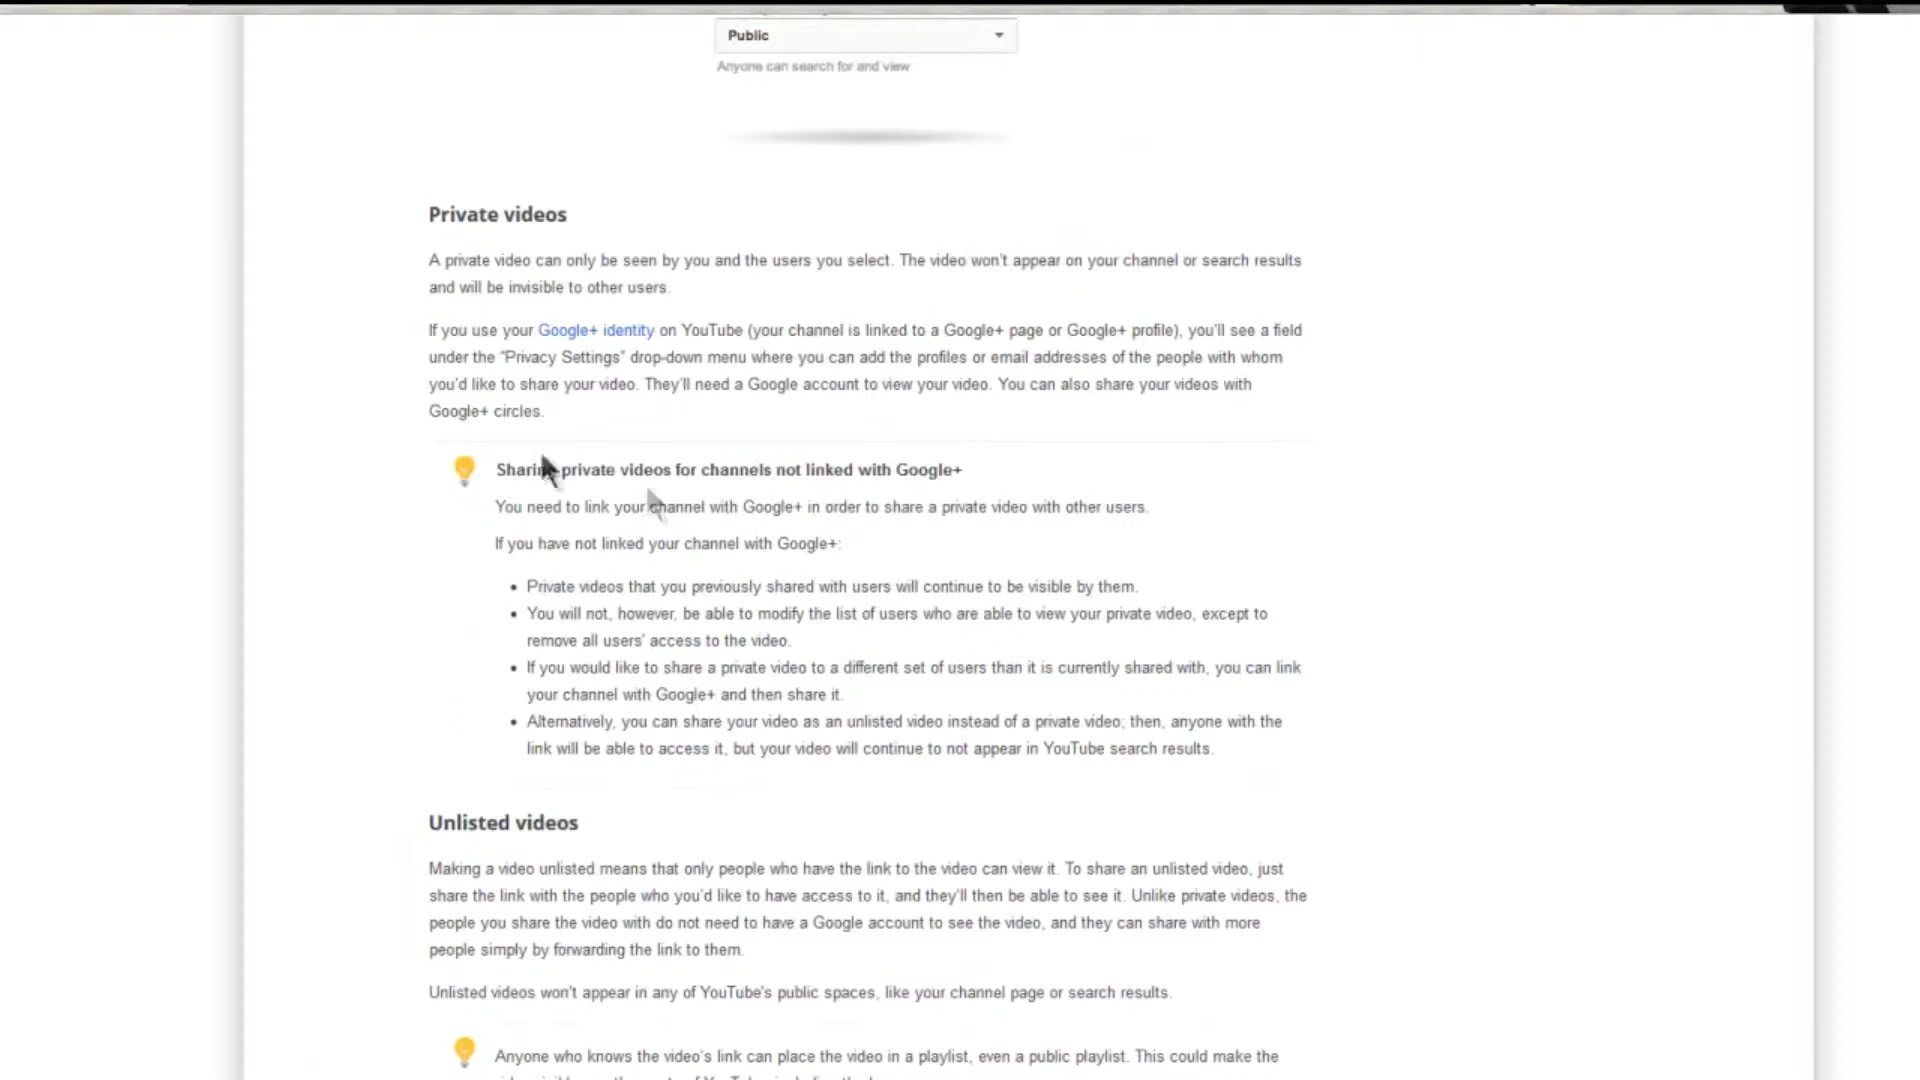 Public
Anyone can search for and view
Private videos
A private video can only be seen by you and the users you select. The video won't appear on your channel or search results
and will be invisible to other users.
If you use your Google+ identity on YouTube (your channel is linked to a Google+ page or Google+ profile), you'll see a field
under the “Privacy Settings” drop-down menu where you can add the profiles or email addresses of the people with whom
you'd like to share your video. They'll need a Google account to view your video. You can also share your videos with
Google+ circles.
Sharing private videos for channels not linked with Google+
You need to link your channel with Google+ in order to share a private video with other users.
If you have not linked your channel with Google+:
• Private videos that you previously shared with users will continue to be visible by them.
• You will not, however, be able to modify the list of users who are able to view your private video, except to
remove all users' access to the video.
• If you would like to share a private video to a different set of users than it is currently shared with, you can link
your channel with Google+ and then share it.
• Alternatively, you can share your video as an unlisted video instead of a private video; then, anyone with the
link will be able to access it, but your video will continue to not appear in YouTube search results.
Unlisted videos
Making a video unlisted means that only people who have the link to the video can view it. To share an unlisted video, just
share the link with the people who you'd like to have access to it, and they'll then be able to see it. Unlike private videos, the
people you share the video with do not need to have a Google account to see the video, and they can share with more
people simply by forwarding the link to them.
Unlisted videos won't appear in any of YouTube's public spaces, like your channel page or search results.
Anyone who knows the video's link can place the video in a playlist, even a public playlist. This could make the